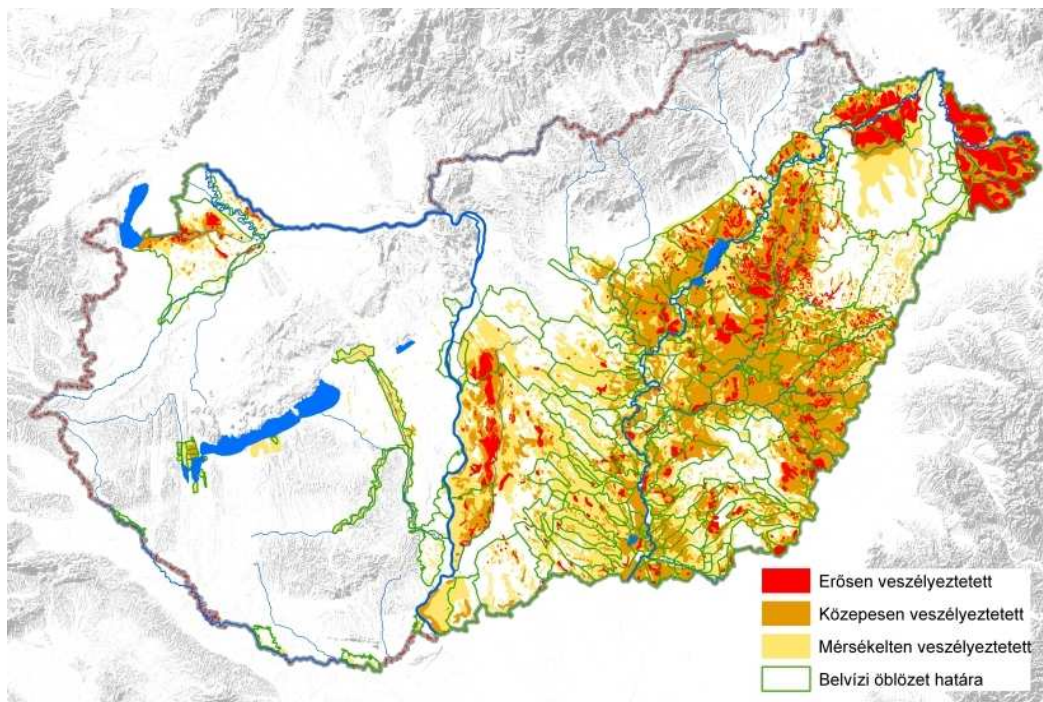 Erősen veszélyeztetett
Közepesen veszélyeztetett
Mérsékelten veszélyeztetett
Belvízi öblözet határa